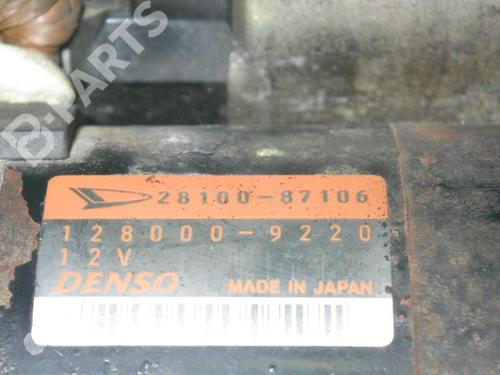 B-PARTS
28100-87106
128000-9220
12V
DENSO MADE IN JAPAN